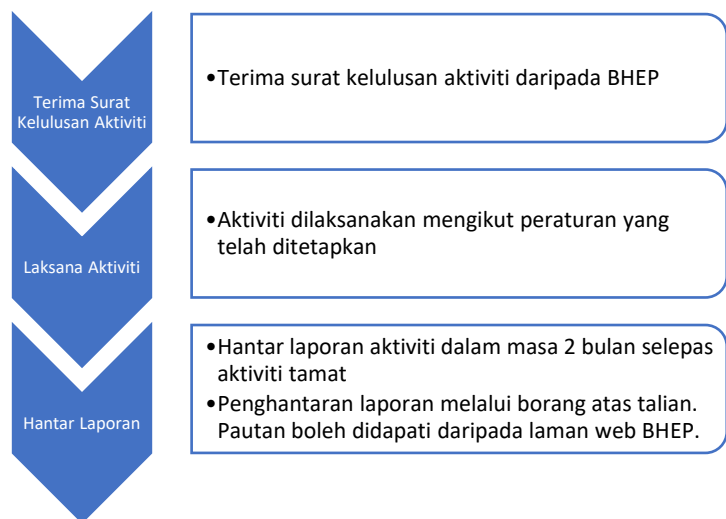 Terima Surat
Kelulusan Aktiviti
•Terima surat kelulusan aktiviti daripada BHEP
Laksana Aktiviti
•Aktiviti dilaksanakan mengikut peraturan yang
telah ditetapkan
Hantar Laporan
•Hantar laporan aktiviti dalam masa 2 bulan selepas
aktiviti tamat
•Penghantaran laporan melalui borang atas talian.
Pautan boleh didapati daripada laman web BHEP.